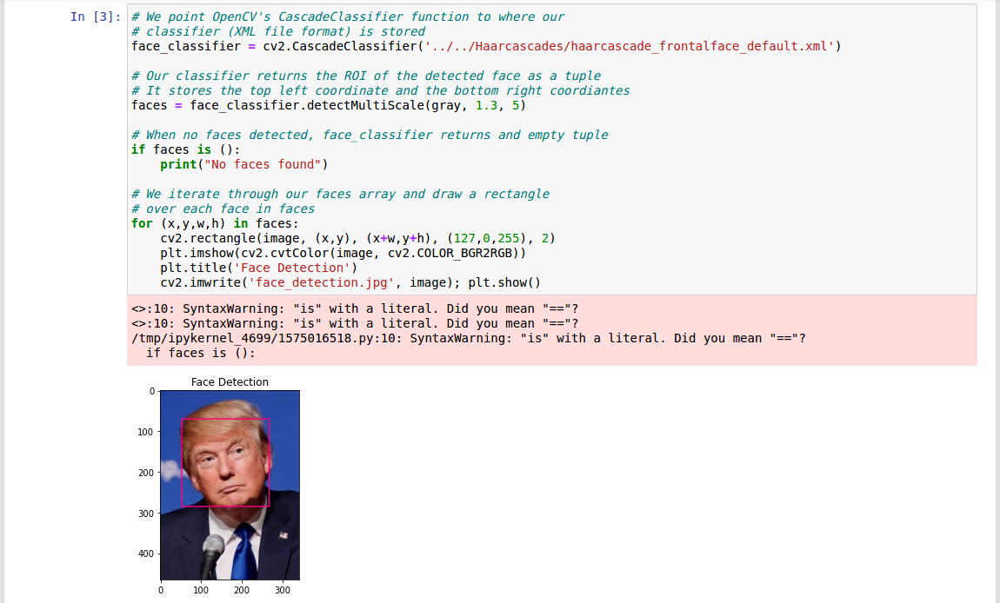 In [3]:
# We point OpenCV's CascadeClassifier function to where our
# classifier (XML file format) is stored
face_classifier = cv2.CascadeClassifier('../../Haarcascades/haarcascade_frontalface_default.xml')
# Our classifier returns the ROI of the detected face as a tuple
# It stores the top left coordinate and the bottom right coordiantes
faces = face_classifier.detectMultiScale(gray, 1.3, 5)
# When no faces detected, face_classifier returns and empty tuple
if faces is ():
    print("No faces found")
# We iterate through our faces array and draw a rectangle
# over each face in faces
for (x,y,w,h) in faces:
    cv2.rectangle(image, (x,y), (x+w,y+h), (127,0,255), 2)
    plt.imshow(cv2.cvtColor(image, cv2.COLOR_BGR2RGB))
    plt.title('Face Detection')
    cv2.imwrite('face_detection.jpg', image); plt.show()
<>:10: SyntaxWarning: "is" with a literal. Did you mean "=="?
<>:10: SyntaxWarning: "is" with a literal. Did you mean "=="?
/tmp/ipykernel_4699/1575016518.py:10: SyntaxWarning: "is" with a literal. Did you mean "=="?
  if faces is ():
Face Detection
0
100
200
300
400
0 100 200 300